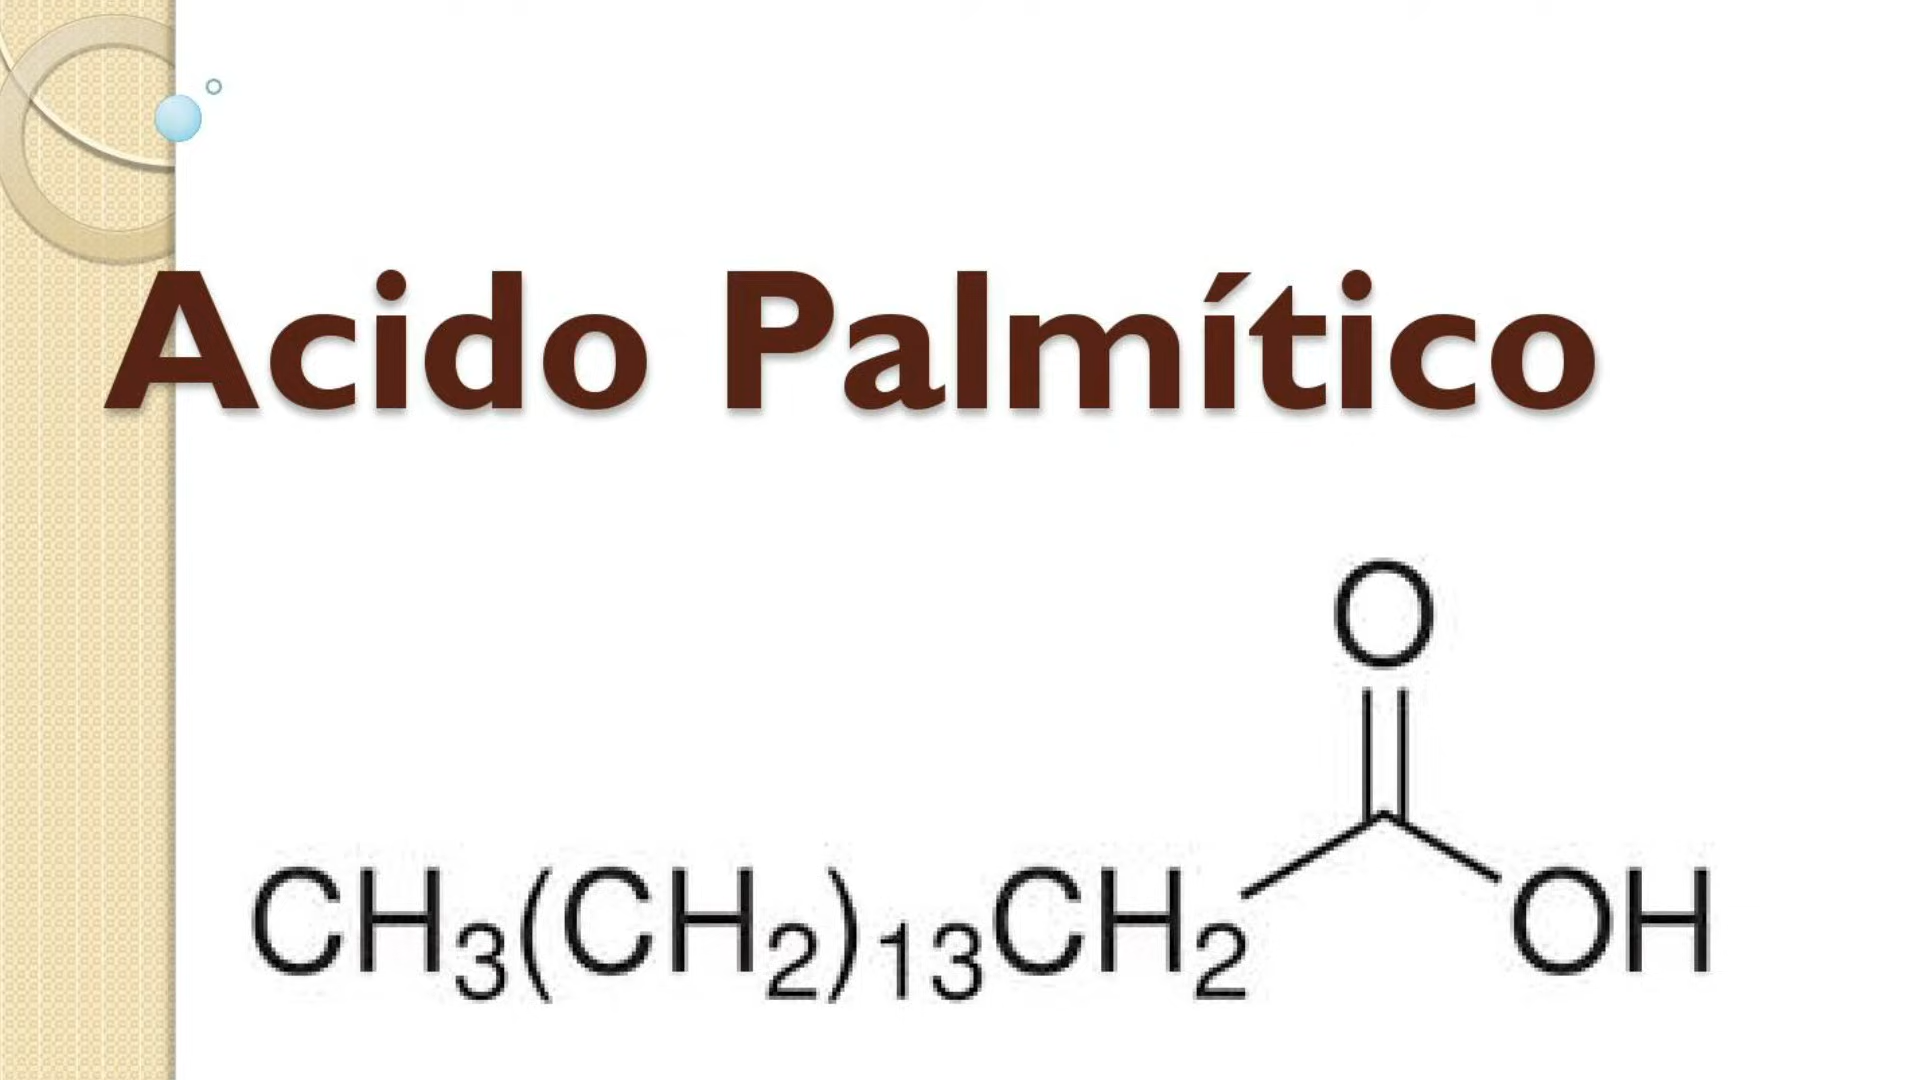 Acido Palmítico
O
CH₃(CH₂)₁₃CH₂ OH